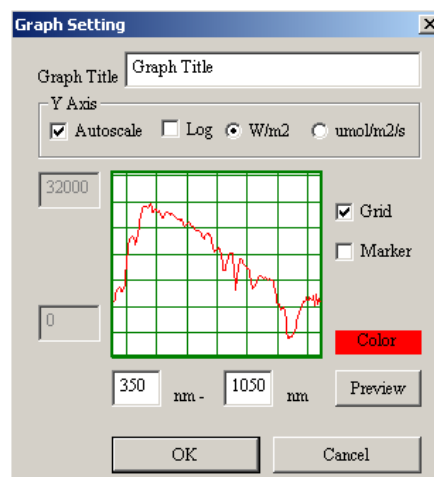 Graph Setting
Graph Title Graph Title
Y Axis
Autoscale Log W/m2 umol/m2/s
32000
Grid
Marker
0
Color
350 nm - 1050 nm Preview
OK Cancel